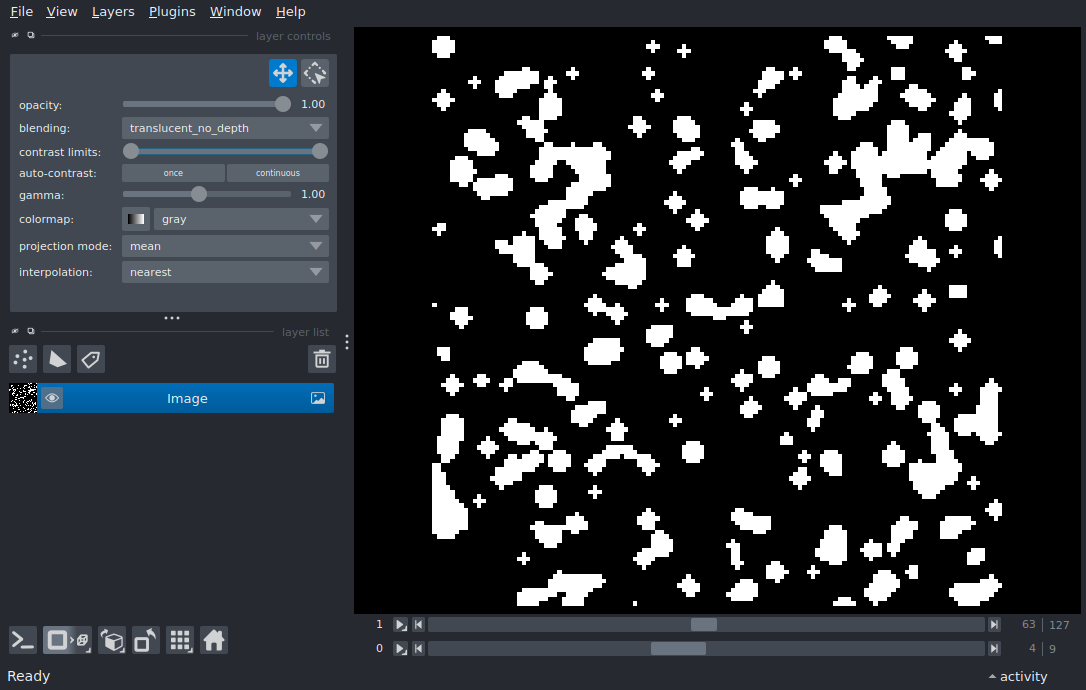 File View Layers Plugins Window Help
layer controls
opacity: 1.00
blending: translucent_no_depth
contrast limits:
auto-contrast: once continuous
gamma: 1.00
colormap: gray
projection mode: mean
interpolation: nearest
layer list
Image
1 63 127
0 4 9
Ready activity